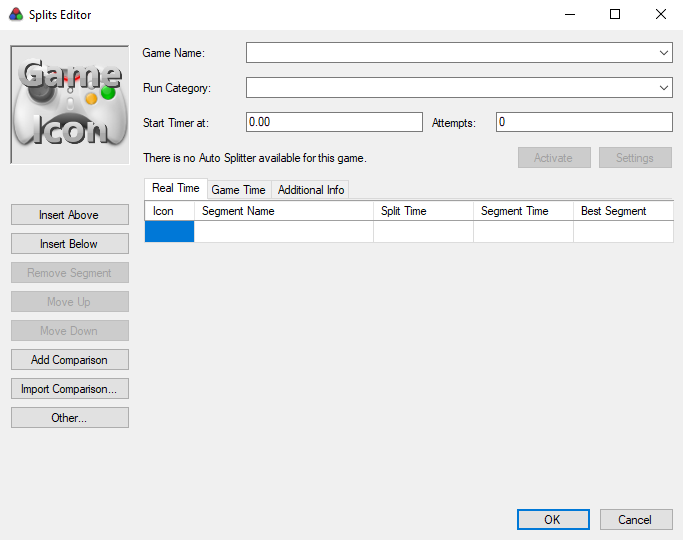 Splits Editor
Game Icon
Game Name:
Run Category:
Start Timer at: 0.00 Attempts: 0
There is no Auto Splitter available for this game. Activate Settings
Real Time Game Time Additional Info
Icon Segment Name Split Time Segment Time Best Segment
Insert Above
Insert Below
Remove Segment
Move Up
Move Down
Add Comparison
Import Comparison...
Other...
OK Cancel